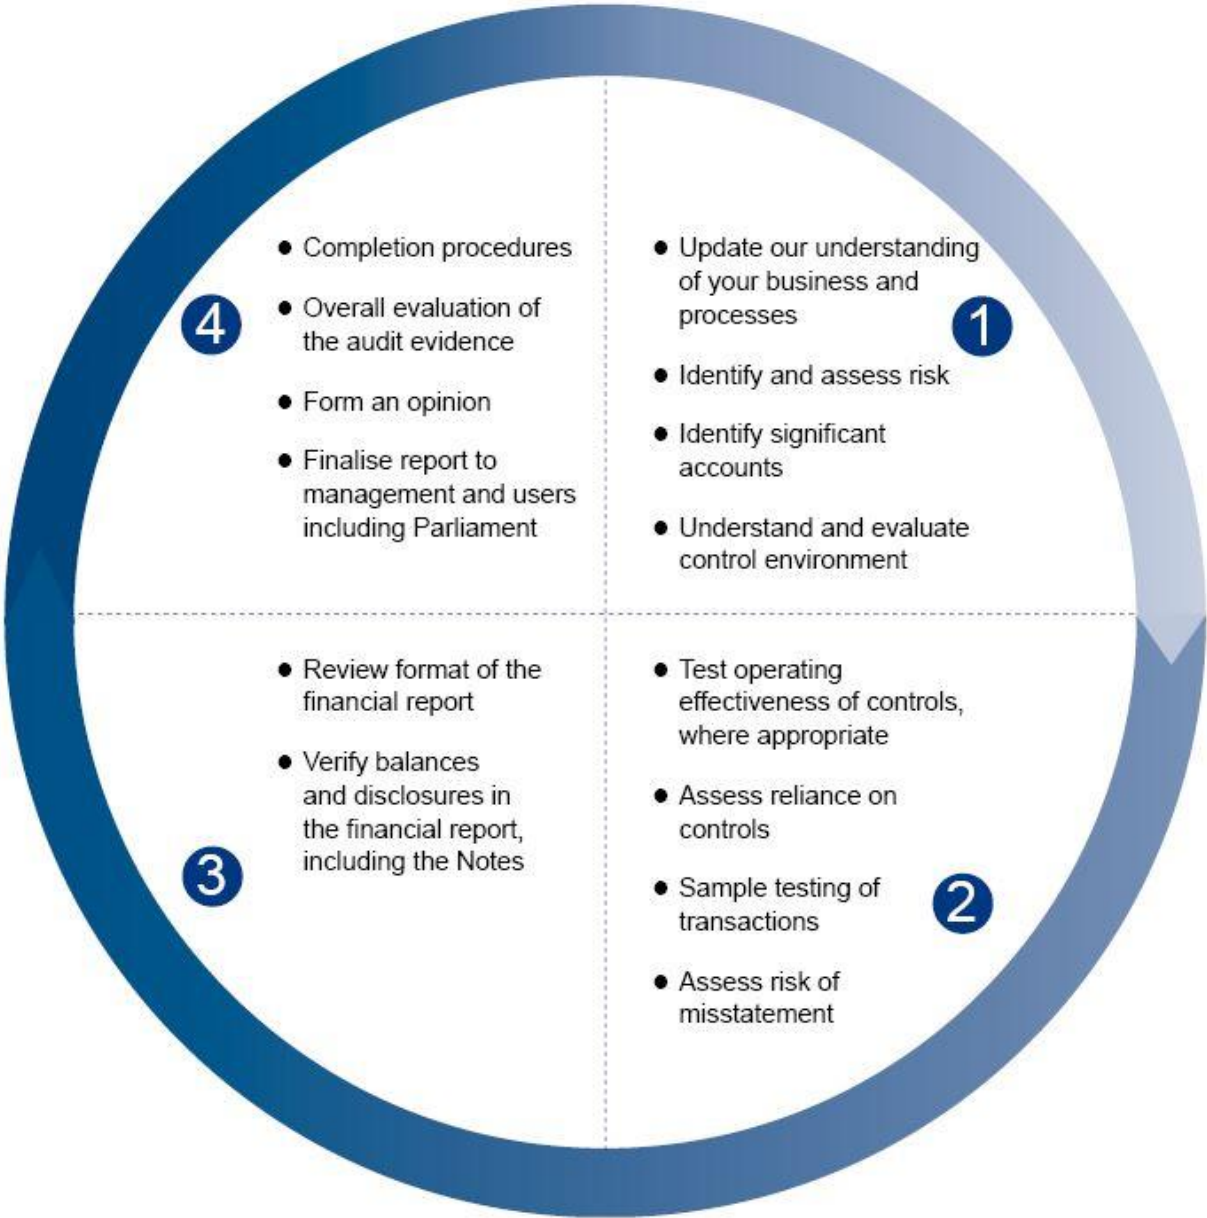 1
● Update our understanding
of your business and
processes
● Identify and assess risk
● Identify significant
accounts
● Understand and evaluate
control environment
2
● Test operating
effectiveness of controls,
where appropriate
● Assess reliance on
controls
● Sample testing of
transactions
● Assess risk of
misstatement
3
● Review format of the
financial report
● Verify balances
and disclosures in
the financial report,
including the Notes
4
● Completion procedures
● Overall evaluation of
the audit evidence
● Form an opinion
● Finalise report to
management and users
including Parliament